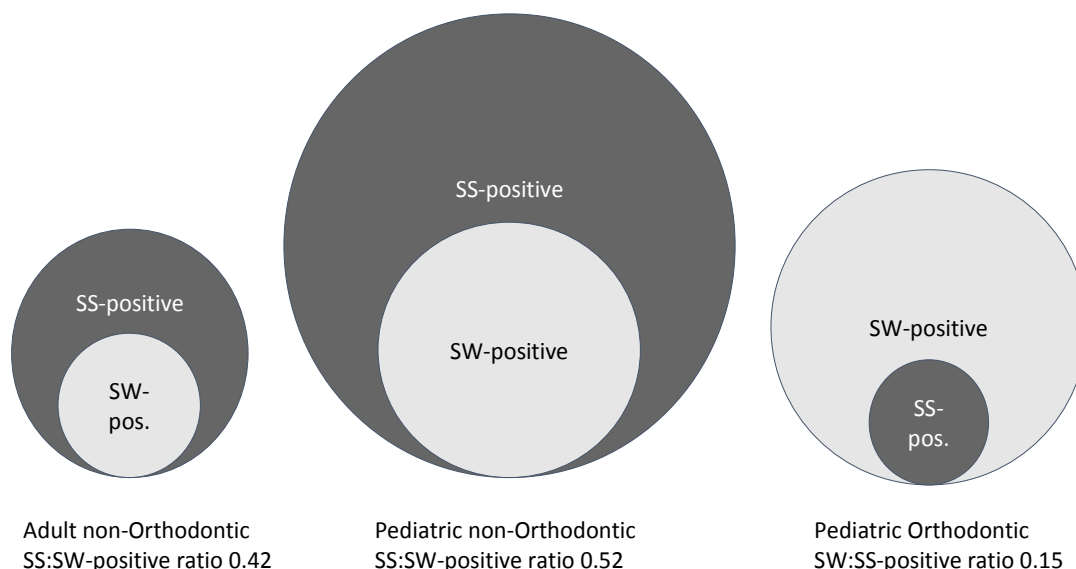 SS-positive
SW-
pos.
SS-positive
SW-positive
SW-positive
SS-
pos.
Adult non-Orthodontic
SS:SW-positive ratio 0.42
Pediatric non-Orthodontic
SS:SW-positive ratio 0.52
Pediatric Orthodontic
SW:SS-positive ratio 0.15